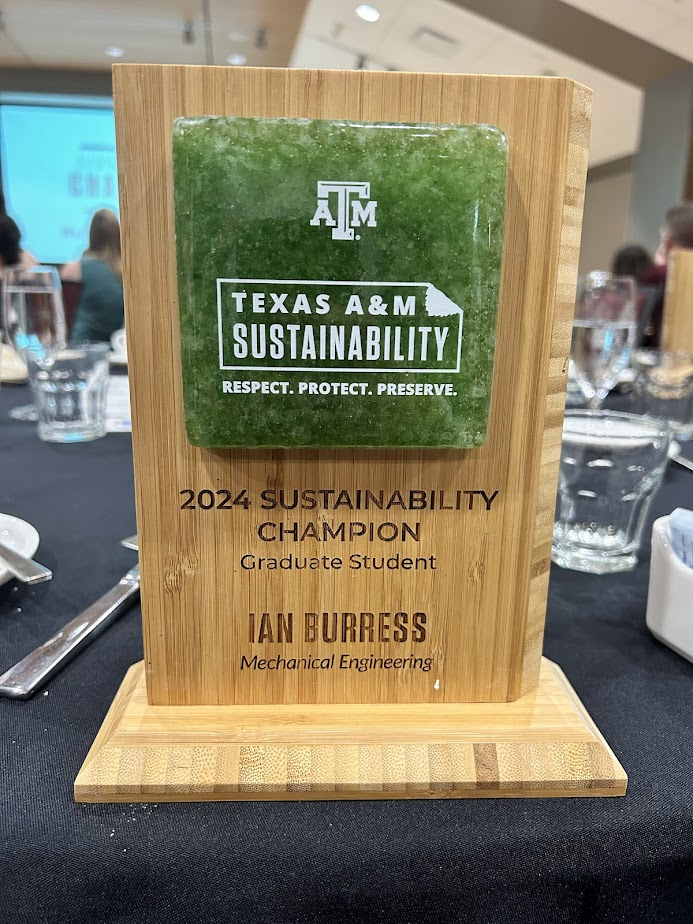 ATM
TEXAS A&M
SUSTAINABILITY
RESPECT. PROTECT. PRESERVE.
2024 SUSTAINABILITY
CHAMPION
Graduate Student
IAN BURRESS
Mechanical Engineering